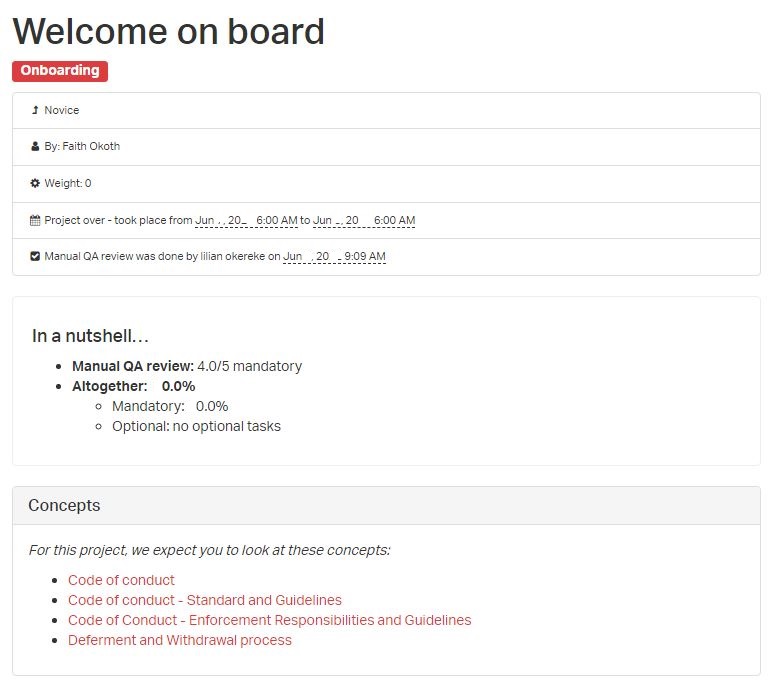 Welcome on board
Onboarding
Novice
By: Faith Okoth
Weight: 0
Project over - took place from Jun 20 6:00 AM to Jun 20 6:00 AM
Manual QA review was done by lilian okereke on Jun 20 9:09 AM
In a nutshell…
Manual QA review: 4.0/5 mandatory
Altogether: 0.0%
Mandatory: 0.0%
Optional: no optional tasks
Concepts
For this project, we expect you to look at these concepts:
Code of conduct
Code of conduct - Standard and Guidelines
Code of Conduct - Enforcement Responsibilities and Guidelines
Deferment and Withdrawal process